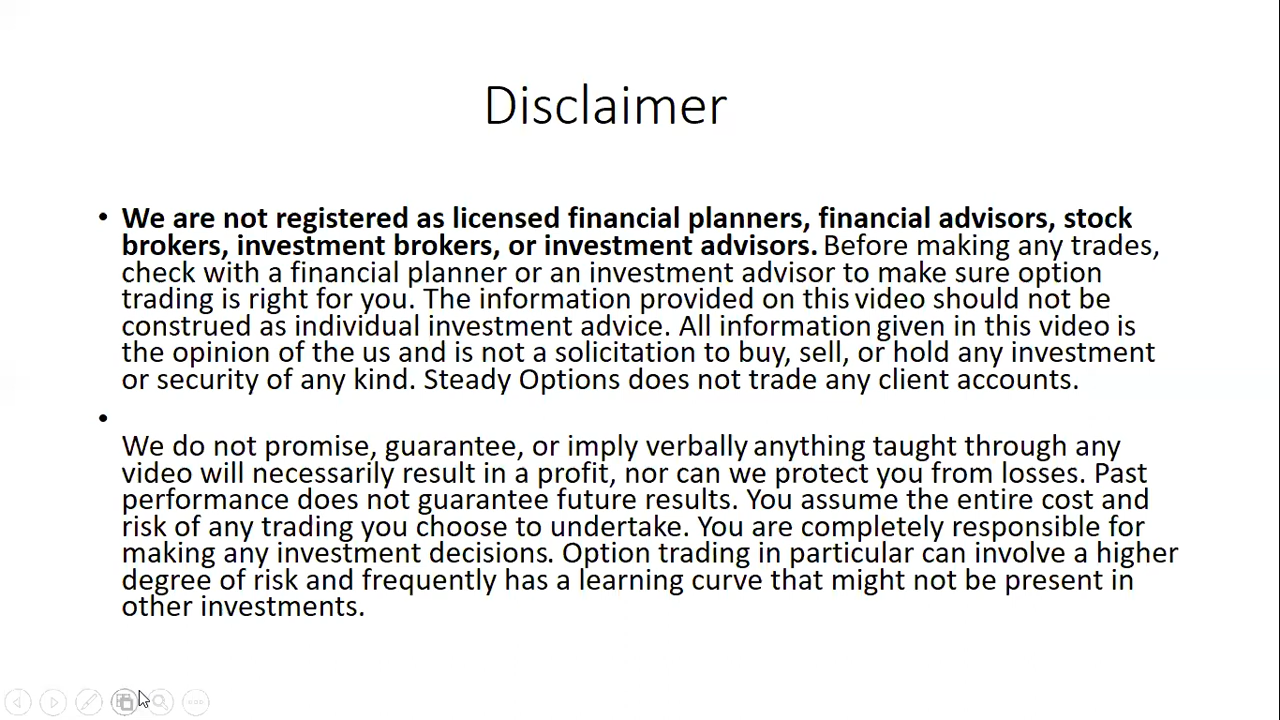 Disclaimer
• We are not registered as licensed financial planners, financial advisors, stock
brokers, investment brokers, or investment advisors. Before making any trades,
check with a financial planner or an investment advisor to make sure option
trading is right for you. The information provided on this video should not be
construed as individual investment advice. All information given in this video is
the opinion of the us and is not a solicitation to buy, sell, or hold any investment
or security of any kind. Steady Options does not trade any client accounts.
•
We do not promise, guarantee, or imply verbally anything taught through any
video will necessarily result in a profit, nor can we protect you from losses. Past
performance does not guarantee future results. You assume the entire cost and
risk of any trading you choose to undertake. You are completely responsible for
making any investment decisions. Option trading in particular can involve a higher
degree of risk and frequently has a learning curve that might not be present in
other investments.